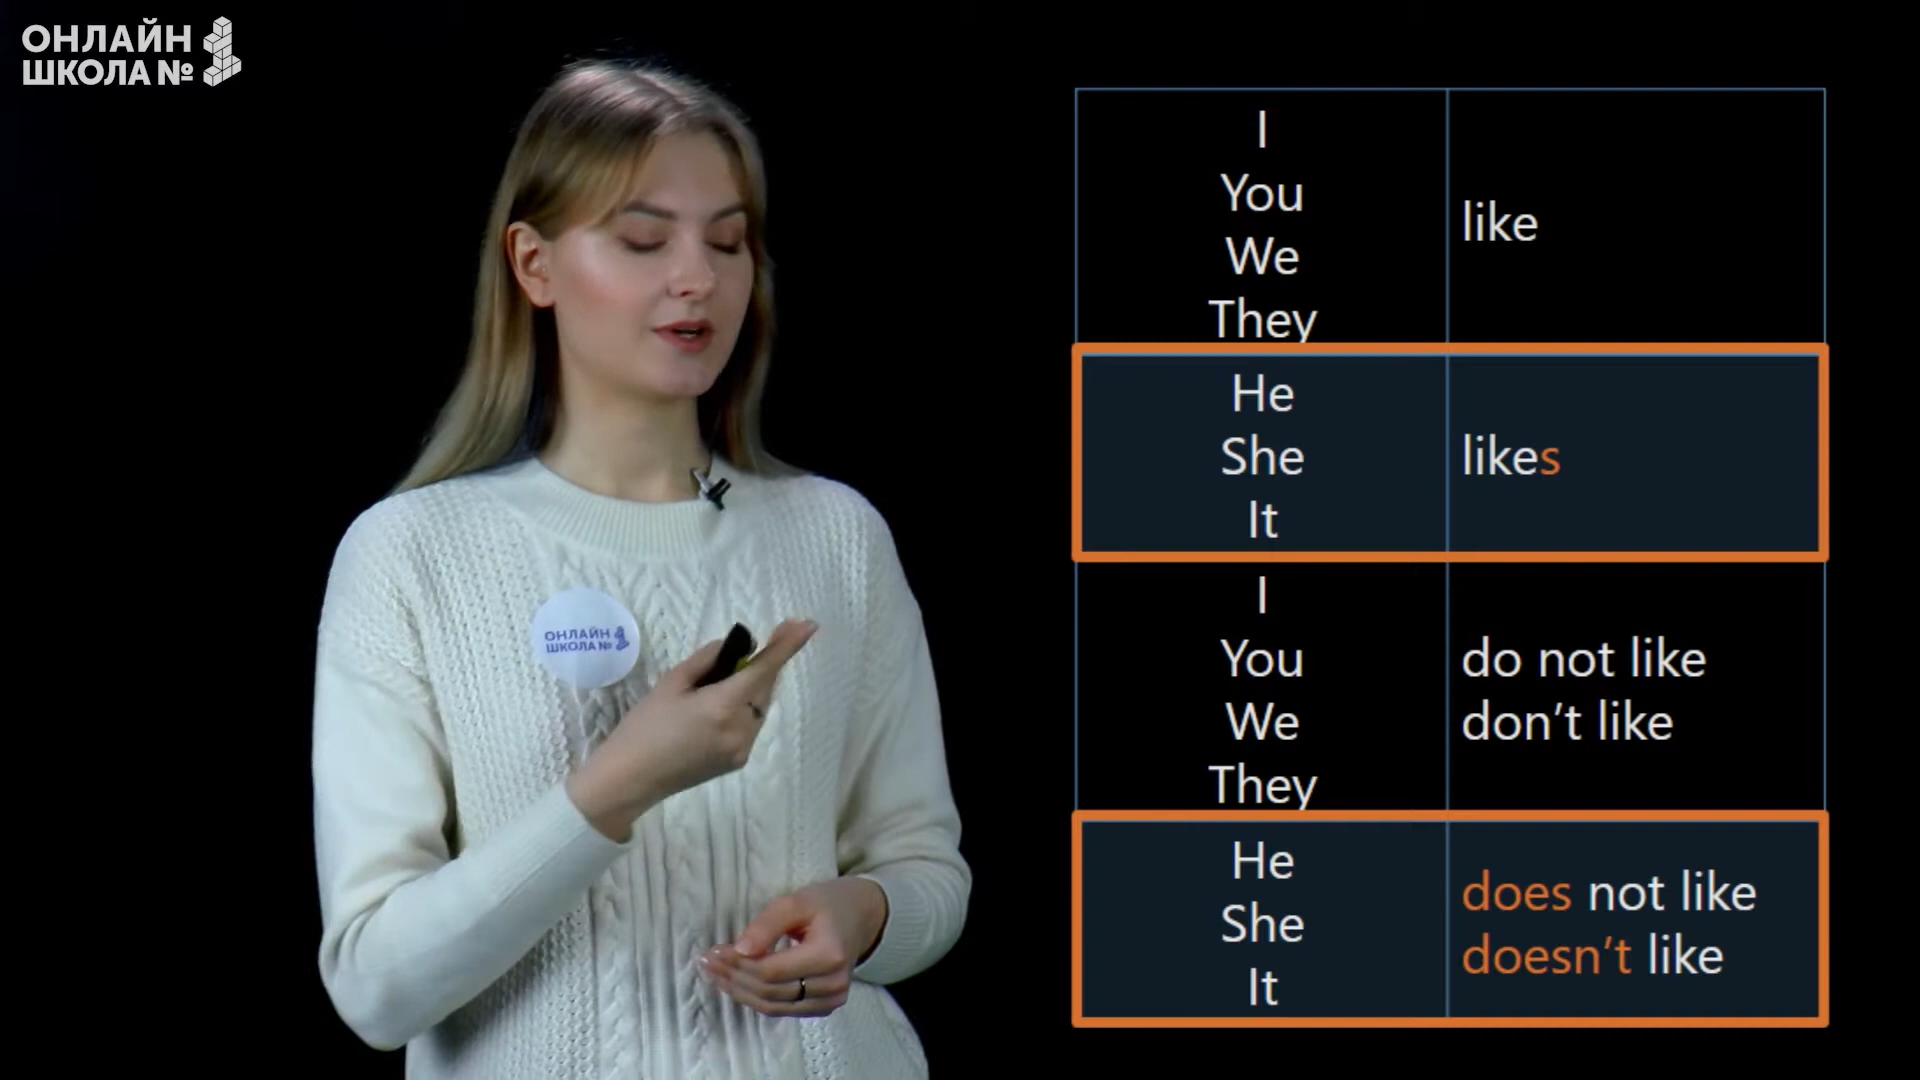 ОНЛАЙН
ШКОЛА №
I
You
We
They
like
He
She
It
likes
I
You
We
They
do not like
don't like
He
She
It
does not like
doesn't like
ОНЛАЙН
ШКОЛА №